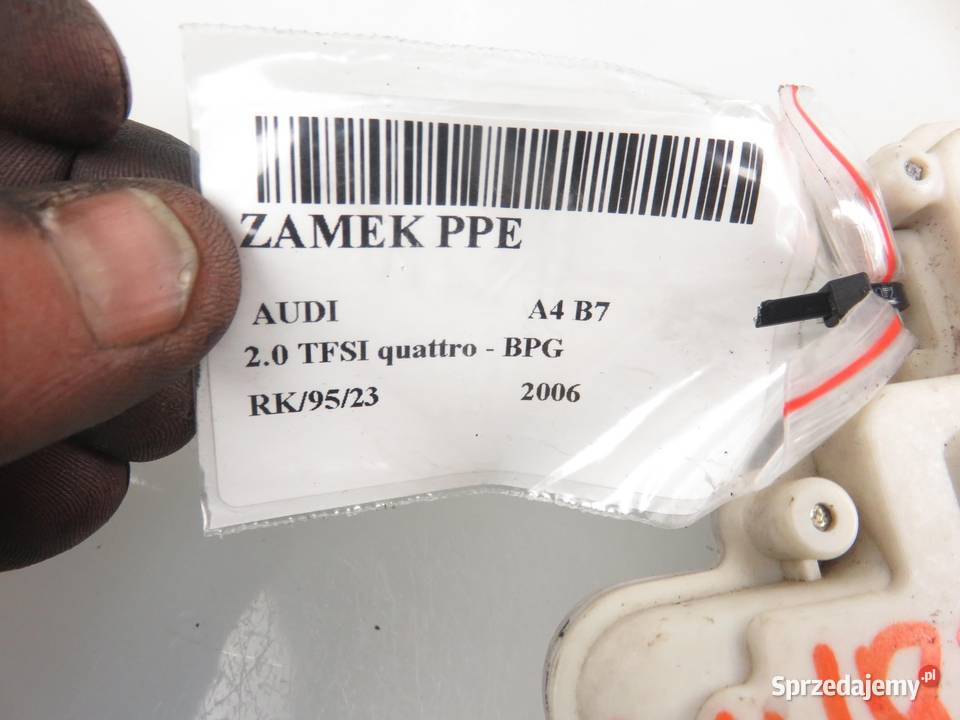 ZAMEK PPE
AUDI A4 B7
2.0 TFSI quattro - BPG
RK/95/23 2006
Sprzedajemy.pl